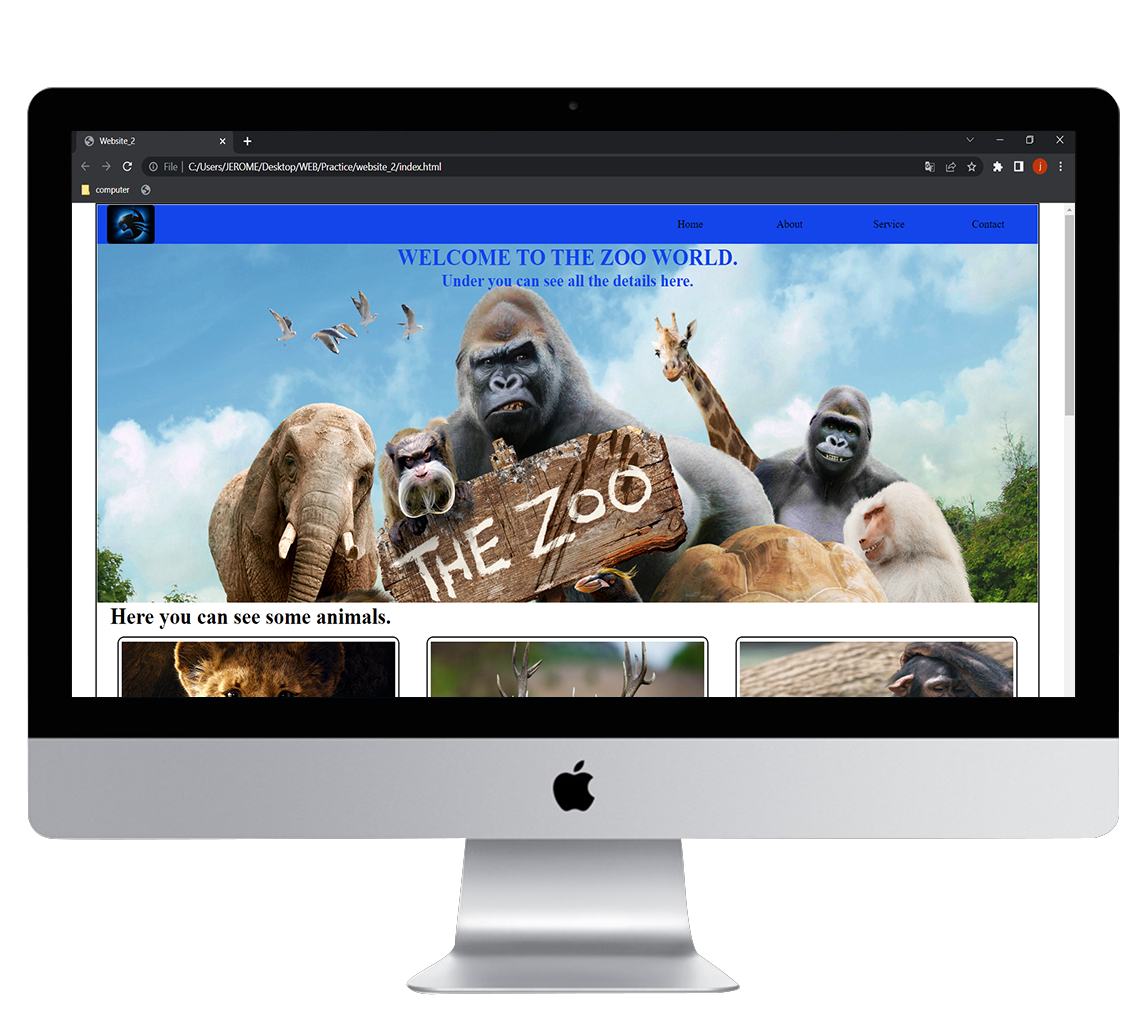 Website_2
File | C:/Users/JEROME/Desktop/WEB/Practice/website_2/index.html
j
computer
Home About Service Contact
WELCOME TO THE ZOO WORLD.
Under you can see all the details here.
THE ZOO
Here you can see some animals.